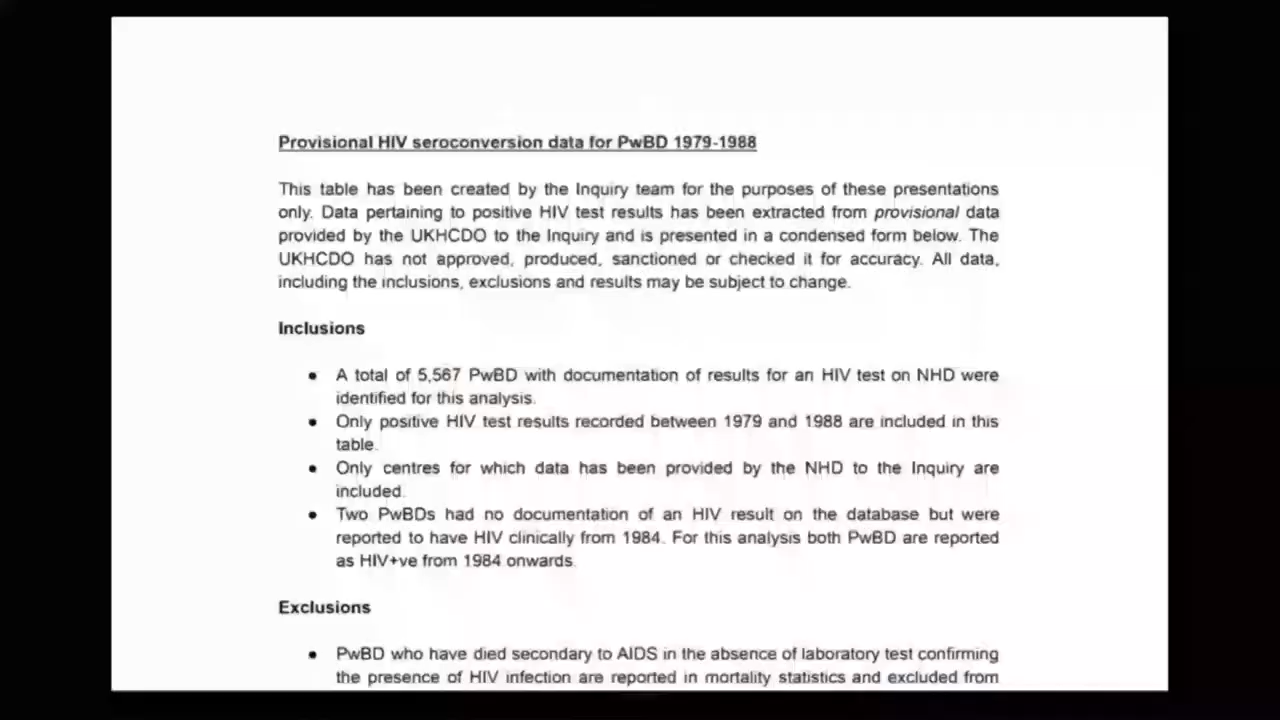 Provisional HIV seroconversion data for PwBD 1979-1988
This table has been created by the Inquiry team for the purposes of these presentations
only. Data pertaining to positive HIV test results has been extracted from provisional data
provided by the UKHCDO to the Inquiry and is presented in a condensed form below. The
UKHCDO has not approved, produced, sanctioned or checked it for accuracy. All data,
including the inclusions, exclusions and results may be subject to change.
Inclusions
• A total of 5,567 PwBD with documentation of results for an HIV test on NHD were
identified for this analysis.
• Only positive HIV test results recorded between 1979 and 1988 are included in this
table.
• Only centres for which data has been provided by the NHD to the Inquiry are
included.
• Two PwBDs had no documentation of an HIV result on the database but were
reported to have HIV clinically from 1984. For this analysis both PwBD are reported
as HIV+ve from 1984 onwards.
Exclusions
• PwBD who have died secondary to AIDS in the absence of laboratory test confirming
the presence of HIV infection are reported in mortality statistics and excluded from